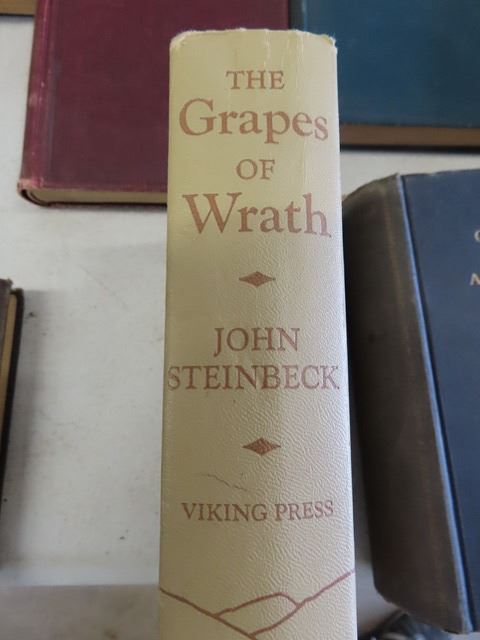 THE
Grapes
OF
Wrath
JOHN
STEINBECK
VIKING PRESS